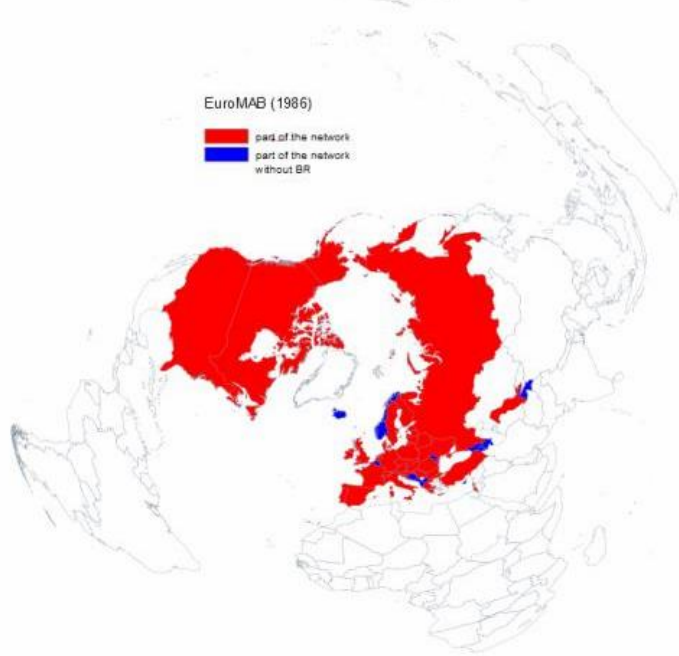 EuroMAB (1986)
part of the network
part of the network
without BR